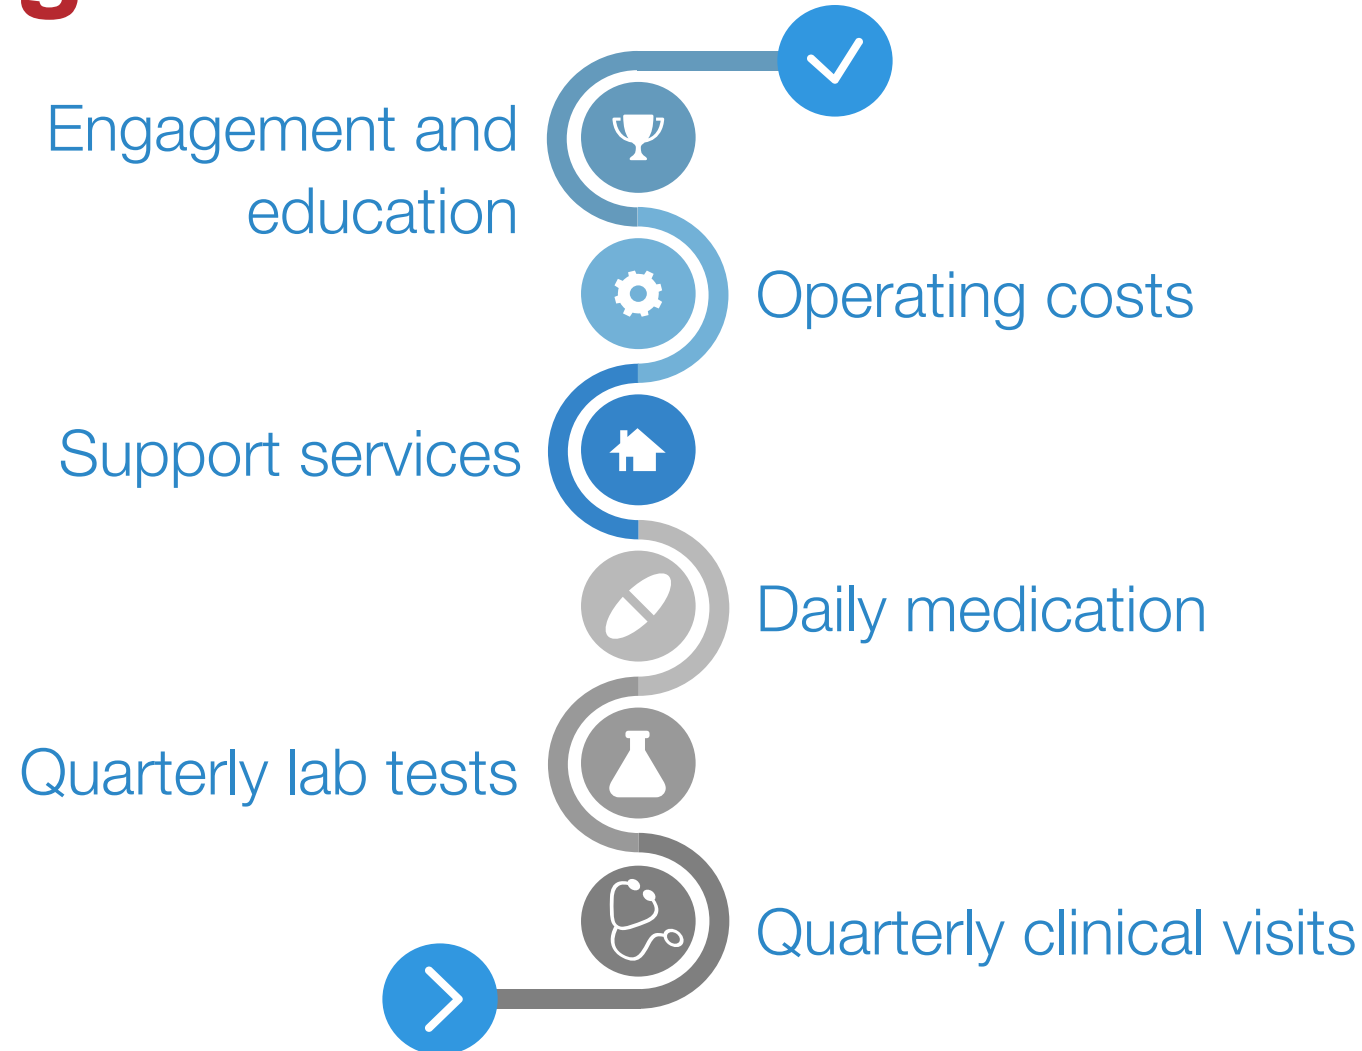 Engagement and
education
Operating costs
Support services
Daily medication
Quarterly lab tests
Quarterly clinical visits